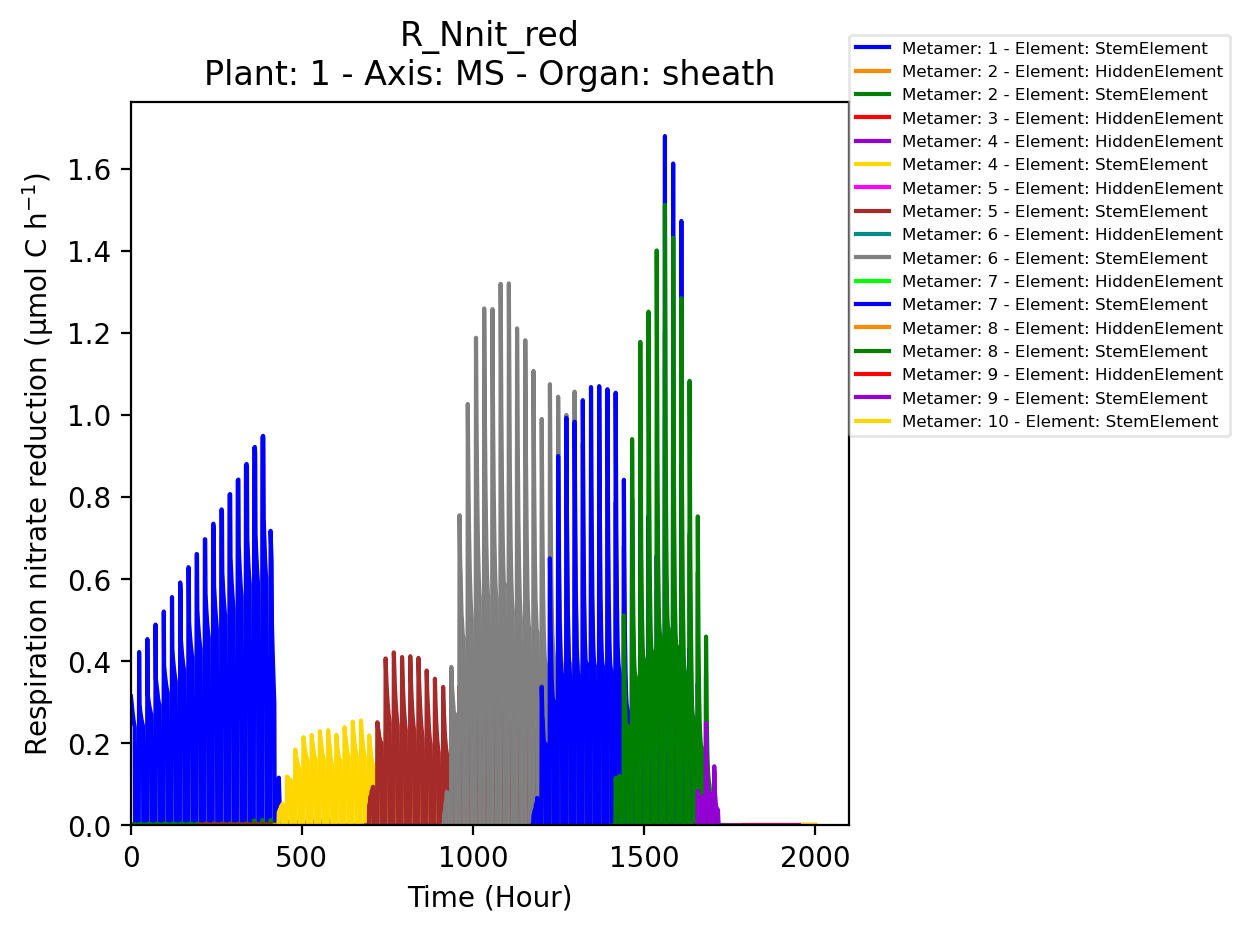 R_Nnit_red
Plant: 1 - Axis: MS - Organ: sheath
Respiration nitrate reduction (µmol C h⁻¹)
1.6
1.4
1.2
1.0
0.8
0.6
0.4
0.2
0.0
0
500
1000
1500
2000
Time (Hour)
Metamer: 1 - Element: StemElement
Metamer: 2 - Element: HiddenElement
Metamer: 2 - Element: StemElement
Metamer: 3 - Element: HiddenElement
Metamer: 4 - Element: HiddenElement
Metamer: 4 - Element: StemElement
Metamer: 5 - Element: HiddenElement
Metamer: 5 - Element: StemElement
Metamer: 6 - Element: HiddenElement
Metamer: 6 - Element: StemElement
Metamer: 7 - Element: HiddenElement
Metamer: 7 - Element: StemElement
Metamer: 8 - Element: HiddenElement
Metamer: 8 - Element: StemElement
Metamer: 9 - Element: HiddenElement
Metamer: 9 - Element: StemElement
Metamer: 10 - Element: StemElement